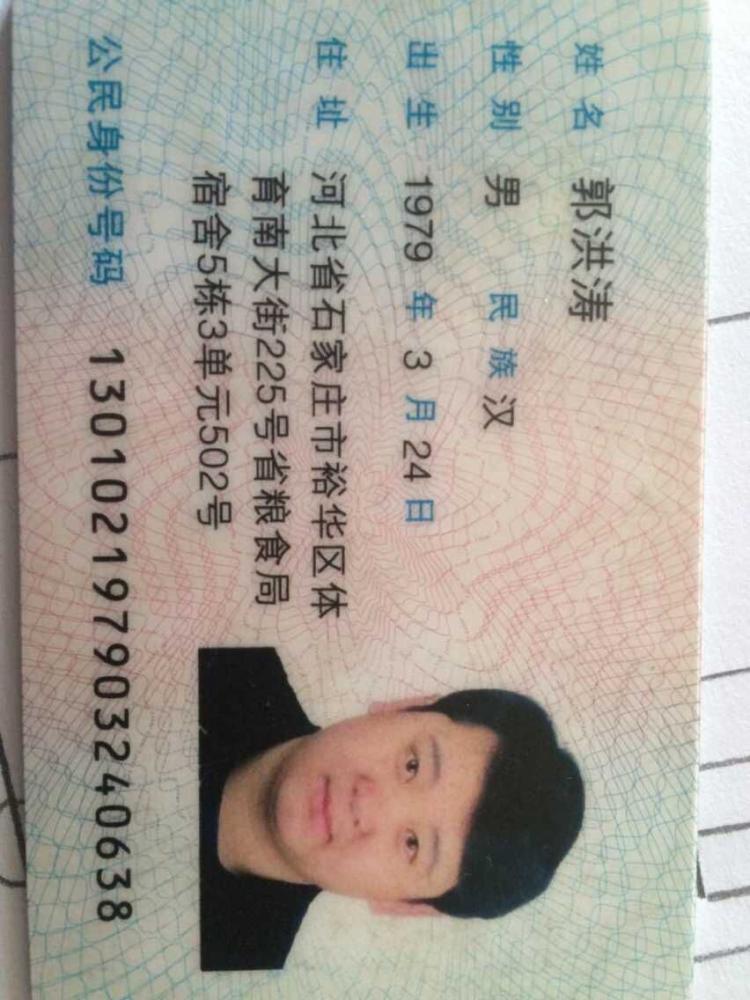 姓名 郭洪涛
性别 男 民族 汉
出生 1979 年 3 月 24 日
住址 河北省石家庄市裕华区体
育南大街225号省粮食局
宿舍5栋3单元502号
公民身份号码 130102197903240638